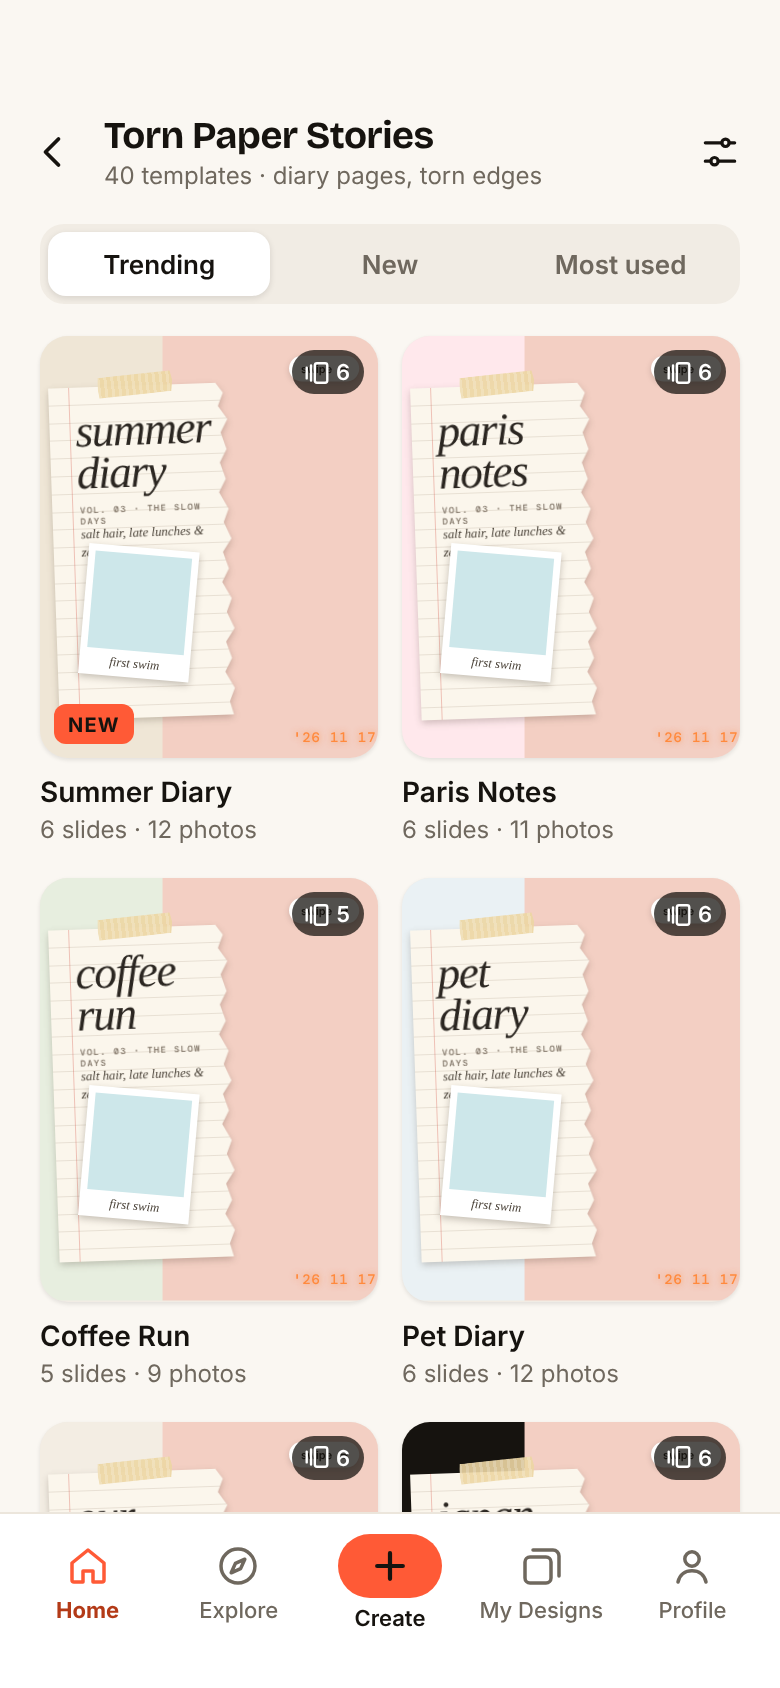 Torn Paper Stories
40 templates · diary pages, torn edges
Trending
New
Most used
6
summer
diary
VOL. 03 · THE SLOW
DAYS
salt hair, late lunches &
first swim
NEW
'26 11 17
Summer Diary
6 slides · 12 photos
6
paris
notes
VOL. 03 · THE SLOW
DAYS
salt hair, late lunches &
first swim
'26 11 17
Paris Notes
6 slides · 11 photos
5
coffee
run
VOL. 03 · THE SLOW
DAYS
salt hair, late lunches &
first swim
'26 11 17
Coffee Run
5 slides · 9 photos
6
pet
diary
VOL. 03 · THE SLOW
DAYS
salt hair, late lunches &
first swim
'26 11 17
Pet Diary
6 slides · 12 photos
6
6
Home
Explore
Create
My Designs
Profile